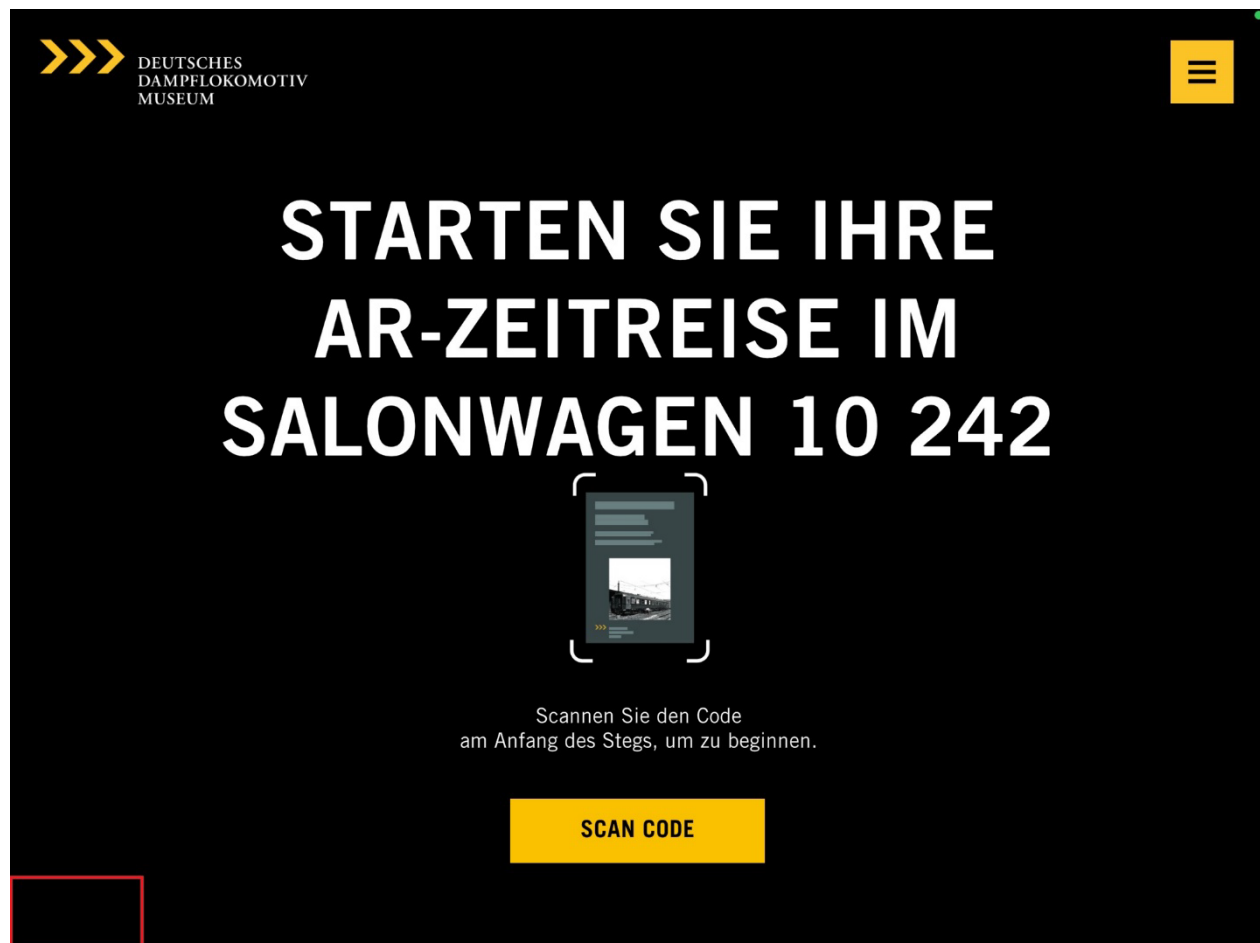 DEUTSCHES
DAMPFLOKOMOTIV
MUSEUM
STARTEN SIE IHRE
AR-ZEITREISE IM
SALONWAGEN 10 242
Scannen Sie den Code
am Anfang des Stegs, um zu beginnen.
SCAN CODE